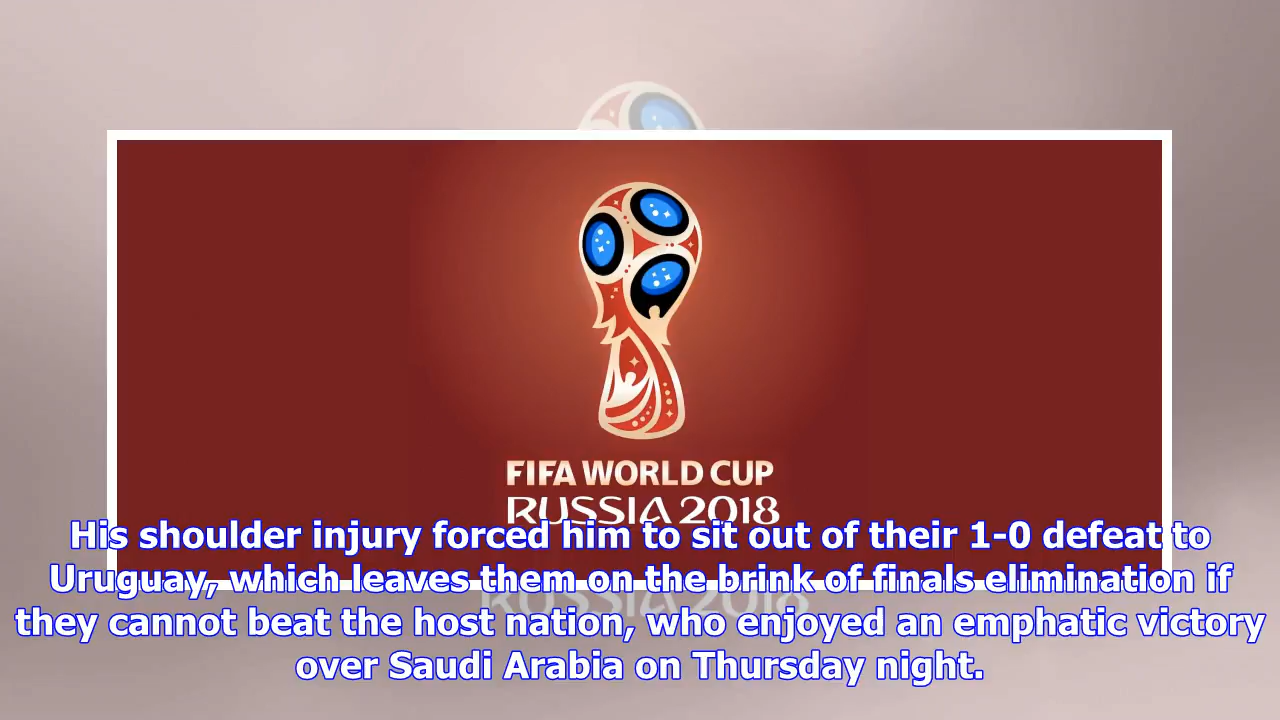 FIFA WORLD CUP
RUSSIA 2018
His shoulder injury forced him to sit out of their 1-0 defeat to
Uruguay, which leaves them on the brink of finals elimination if
they cannot beat the host nation, who enjoyed an emphatic victory
over Saudi Arabia on Thursday night.
RUSSIA 2018